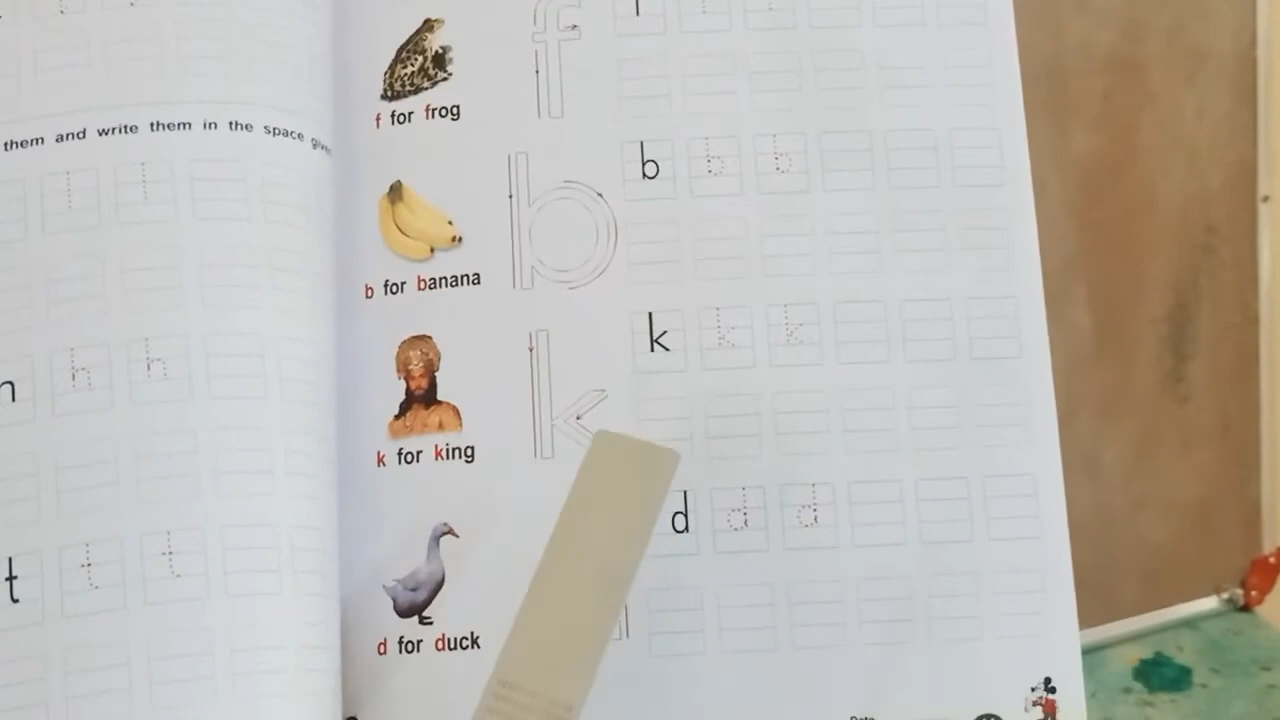 them and write them in the space
h h
t t t
f
f for frog
b
b b b
b for banana
k
k k k
k for king
d d d
d for duck